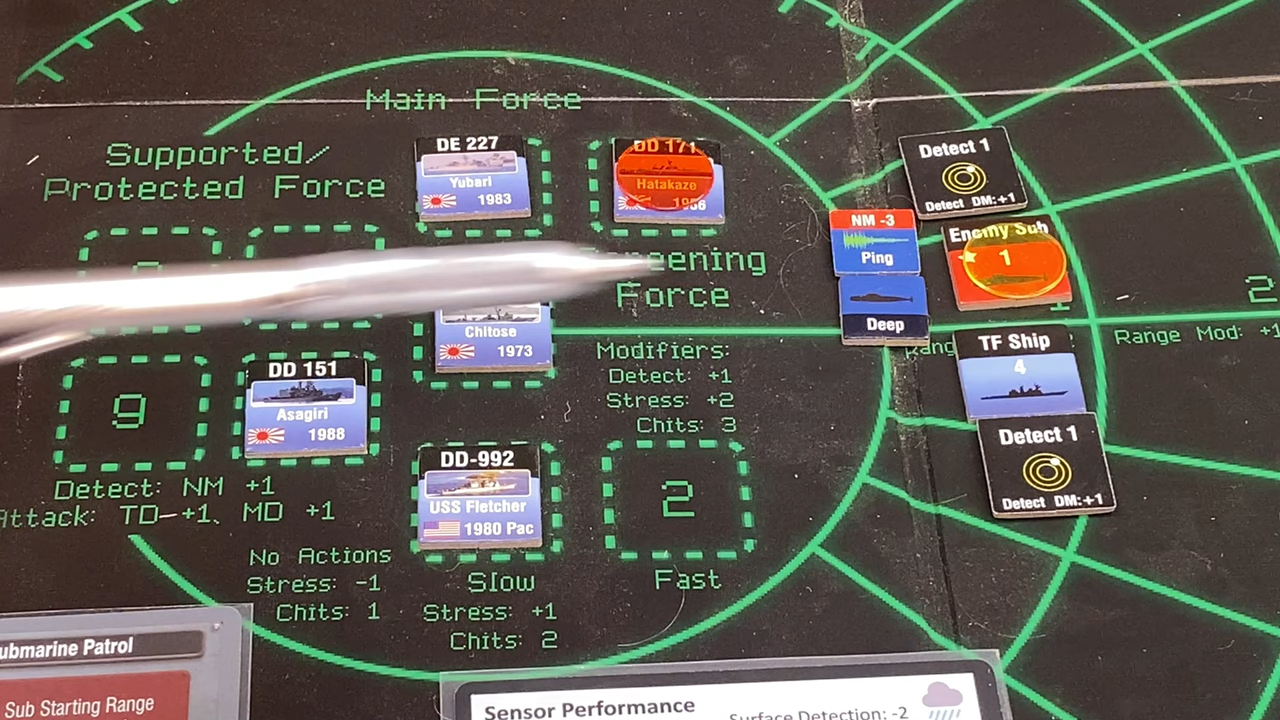 Main Force
Supported/
Protected Force
DE 227
Yubari
1983
DD 171
Hatakaze
Force
Chitose
1973
Modifiers:
Detect: +1
Stress: +2
Chits: 3
DD 151
Asagiri
1988
9
DD-992
USS Fletcher
1980 Pac
2
Detect: NM +1
Attack: TD +1, MD +1
No Actions
Stress: -1
Chits: 1
Slow
Stress: +1
Chits: 2
Fast
Detect 1
Detect DM:+1
NM -3
Ping
Deep
Enemy Sub
1
TF Ship
4
Detect 1
Detect DM:+1
2
Range Mod: +1
Submarine Patrol
Sub Starting Range
Sensor Performance
Surface Detection: -2